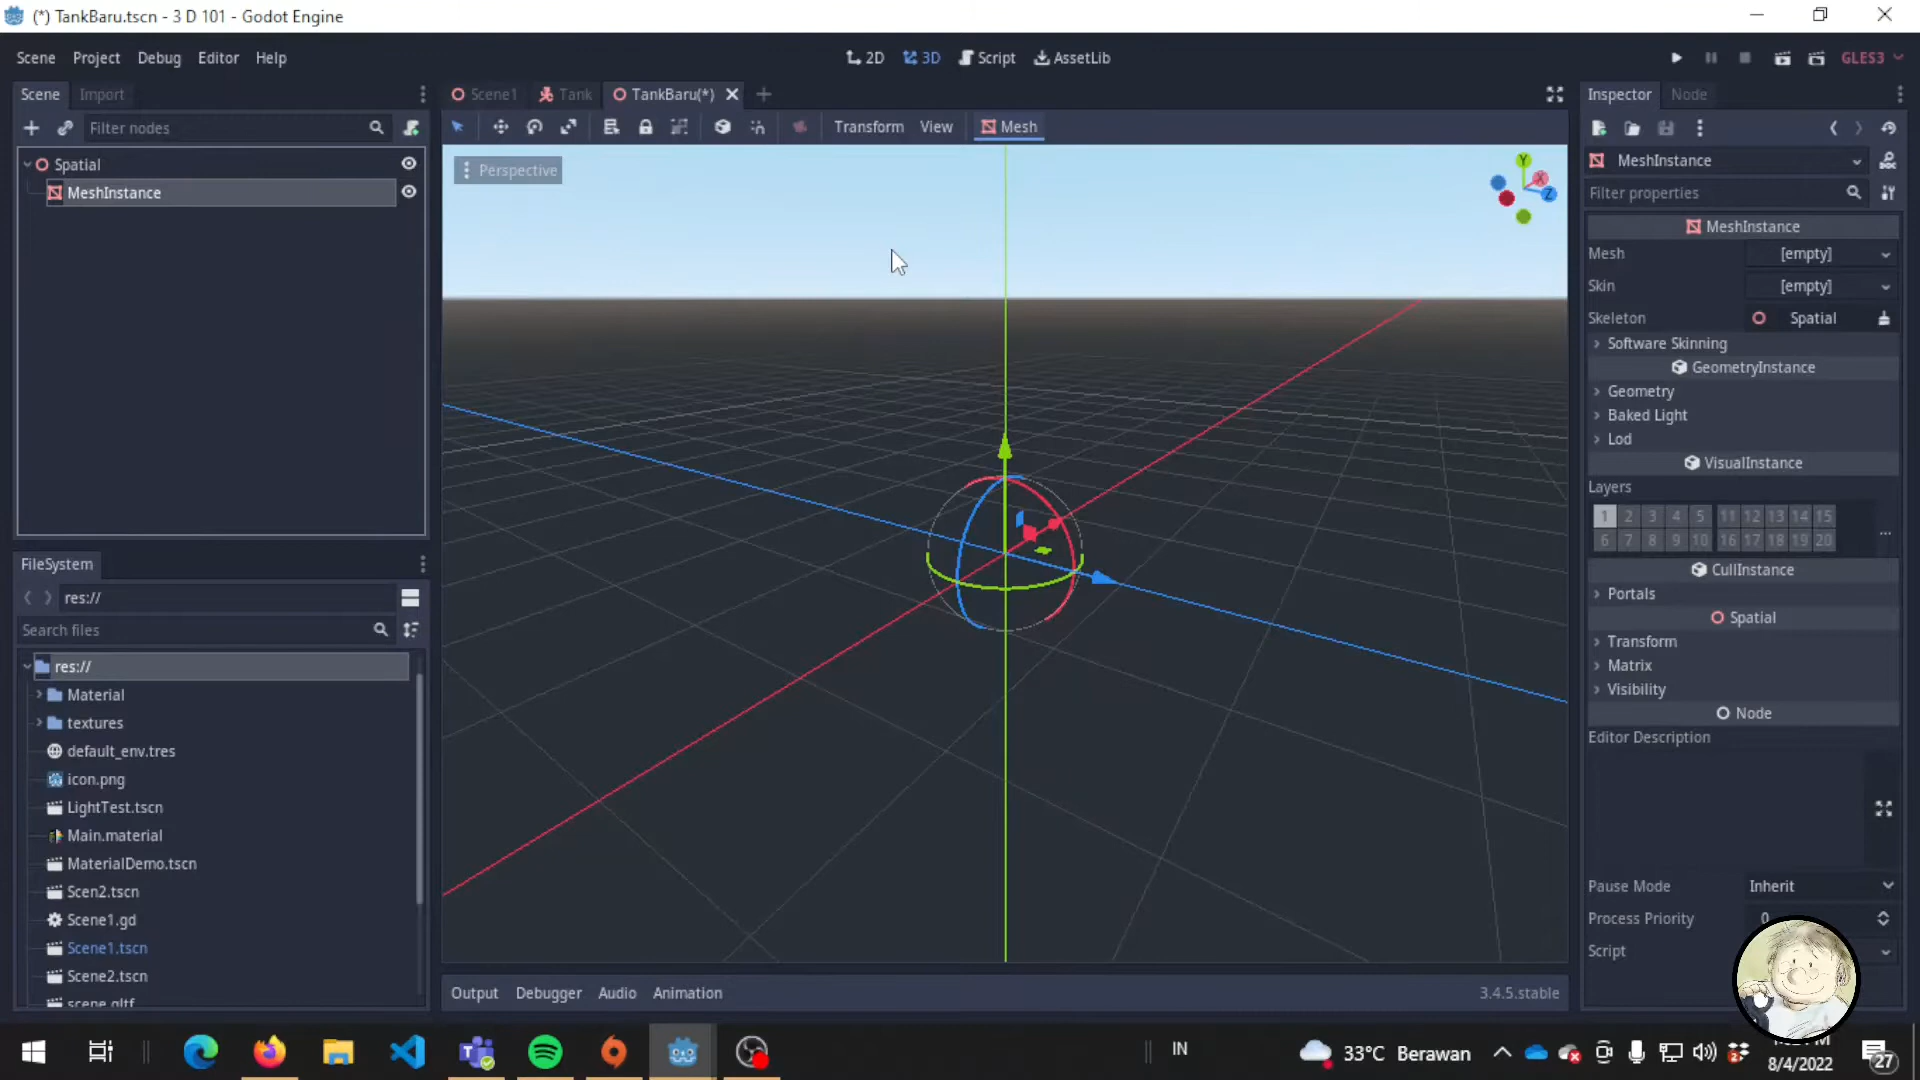 (*) TankBaru.tscn - 3 D 101 - Godot Engine
Scene Project Debug Editor Help
2D 3D Script AssetLib
GLES3
Scene Import
Scene1 Tank TankBaru(*)
Inspector Node
Filter nodes
Transform View Mesh
Spatial
MeshInstance
Perspective
Y
X
Z
MeshInstance
Filter properties
MeshInstance
Mesh [empty]
Skin [empty]
Skeleton Spatial
Software Skinning
GeometryInstance
Geometry
Baked Light
Lod
VisualInstance
Layers
1 2 3 4 5 11 12 13 14 15
6 7 8 9 10 16 17 18 19 20
...
CullInstance
Portals
Spatial
Transform
Matrix
Visibility
Node
Editor Description
Pause Mode Inherit
Process Priority 0
Script
FileSystem
res://
Search files
res://
Material
textures
default_env.tres
icon.png
LightTest.tscn
Main.material
MaterialDemo.tscn
Scen2.tscn
Scene1.gd
Scene1.tscn
Scene2.tscn
scene.gltf
Output Debugger Audio Animation
3.4.5.stable
IN
33°C Berawan
8/4/2022
27